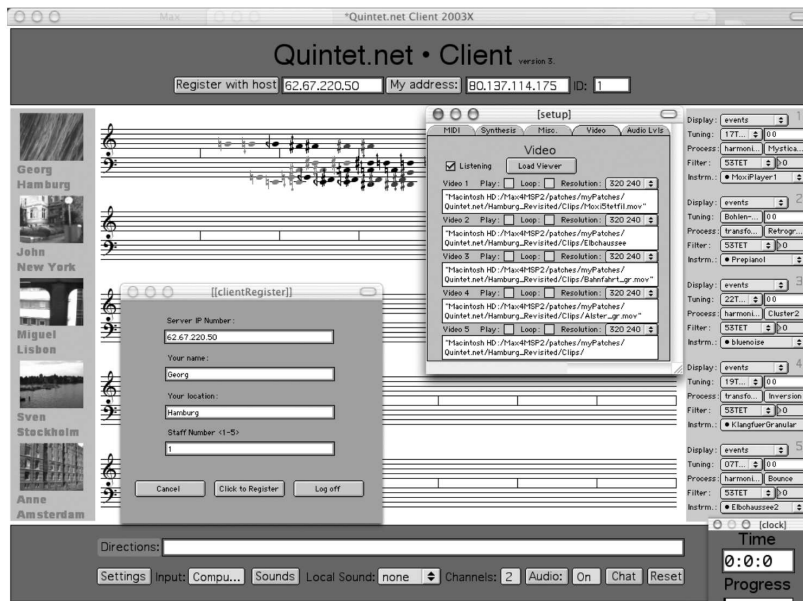 Max
*Quintet.net Client 2003X
Quintet.net • Client version 3.
Register with host 62.67.220.50 My address: 80.137.114.175 ID: 1
Georg
Hamburg
John
New York
Miguel
Lisbon
Sven
Stockholm
Anne
Amsterdam
[setup]
MIDI Synthesis Misc. Video Audio Lvls
Video
Listening Load Viewer
Video 1 Play: Loop: Resolution: 320 240
"Macintosh HD:/Max4MSP2/patches/myPatches/
Quintet.net/Hamburg_Revisited/Clips/MoxiStetfil.mov"
Video 2 Play: Loop: Resolution: 320 240
"Macintosh HD:/Max4MSP2/patches/myPatches/
Quintet.net/Hamburg_Revisited/Clips/Elbchaussee
Video 3 Play: Loop: Resolution: 320 240
"Macintosh HD:/Max4MSP2/patches/myPatches/
Quintet.net/Hamburg_Revisited/Clips/Bahnfahrt_gr.mov"
Video 4 Play: Loop: Resolution: 320 240
"Macintosh HD:/Max4MSP2/patches/myPatches/
Quintet.net/Hamburg_Revisited/Clips/Alster_gr.mov"
Video 5 Play: Loop: Resolution: 320 240
"Macintosh HD:/Max4MSP2/patches/myPatches/
Quintet.net/Hamburg_Revisited/Clips/
[[clientRegister]]
Server IP Number:
62.67.220.50
Your name:
Georg
Your location:
Hamburg
Staff Number <1-5>
1
Cancel Click to Register Log off
1
Display: events
Tuning: 17T... 0 0
Process: harmoni... Mystica...
Filter: 53TET 0
Instrm.: • MoxiPlayer1
2
Display: events
Tuning: Bohlen-... 0 0
Process: transfo... Retrogr...
Filter: 53TET 0
Instrm.: • Prepianol
3
Display: events
Tuning: 22T... 0 0
Process: harmoni... Cluster2
Filter: 53TET 0
Instrm.: • bluenoise
4
Display: events
Tuning: 19T... 0 0
Process: transfo... Inversion
Filter: 53TET 0
Instrm.: • KlangfuerGranular
5
Display: events
Tuning: 07T... 0 0
Process: harmoni... Bounce
Filter: 53TET 0
Instrm.: • Elbchaussee2
[clock]
Time
0:0:0
Progress
Directions:
Settings Input: Compu... Sounds Local Sound: none Channels: 2 Audio: On Chat Reset